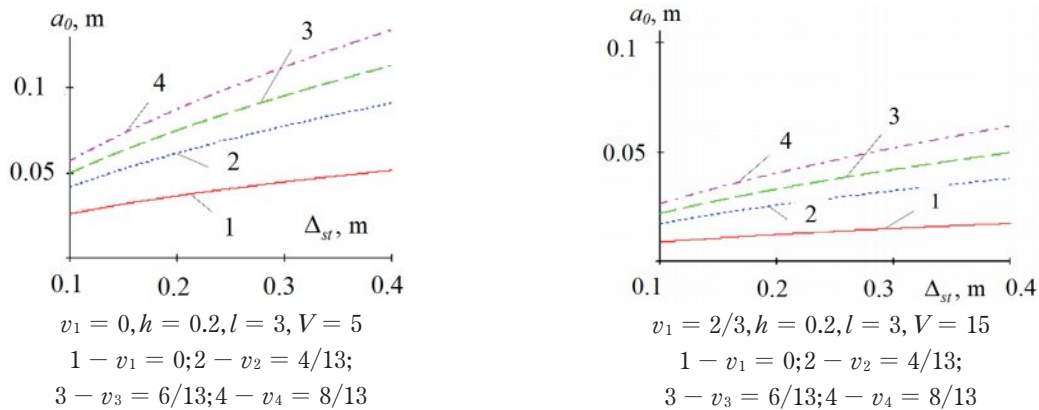 a₀, m
0.1
0.05
4
3
2
1
Δst, m
0.1 0.2 0.3 0.4
v₁ = 0, h = 0.2, l = 3, V = 5
1 − v₁ = 0; 2 − v₂ = 4/13;
3 − v₃ = 6/13; 4 − v₄ = 8/13
a₀, m
0.1
0.05
4
3
2
1
0.1 0.2 0.3 Δst, m 0.4
v₁ = 2/3, h = 0.2, l = 3, V = 15
1 − v₁ = 0; 2 − v₂ = 4/13;
3 − v₃ = 6/13; 4 − v₄ = 8/13